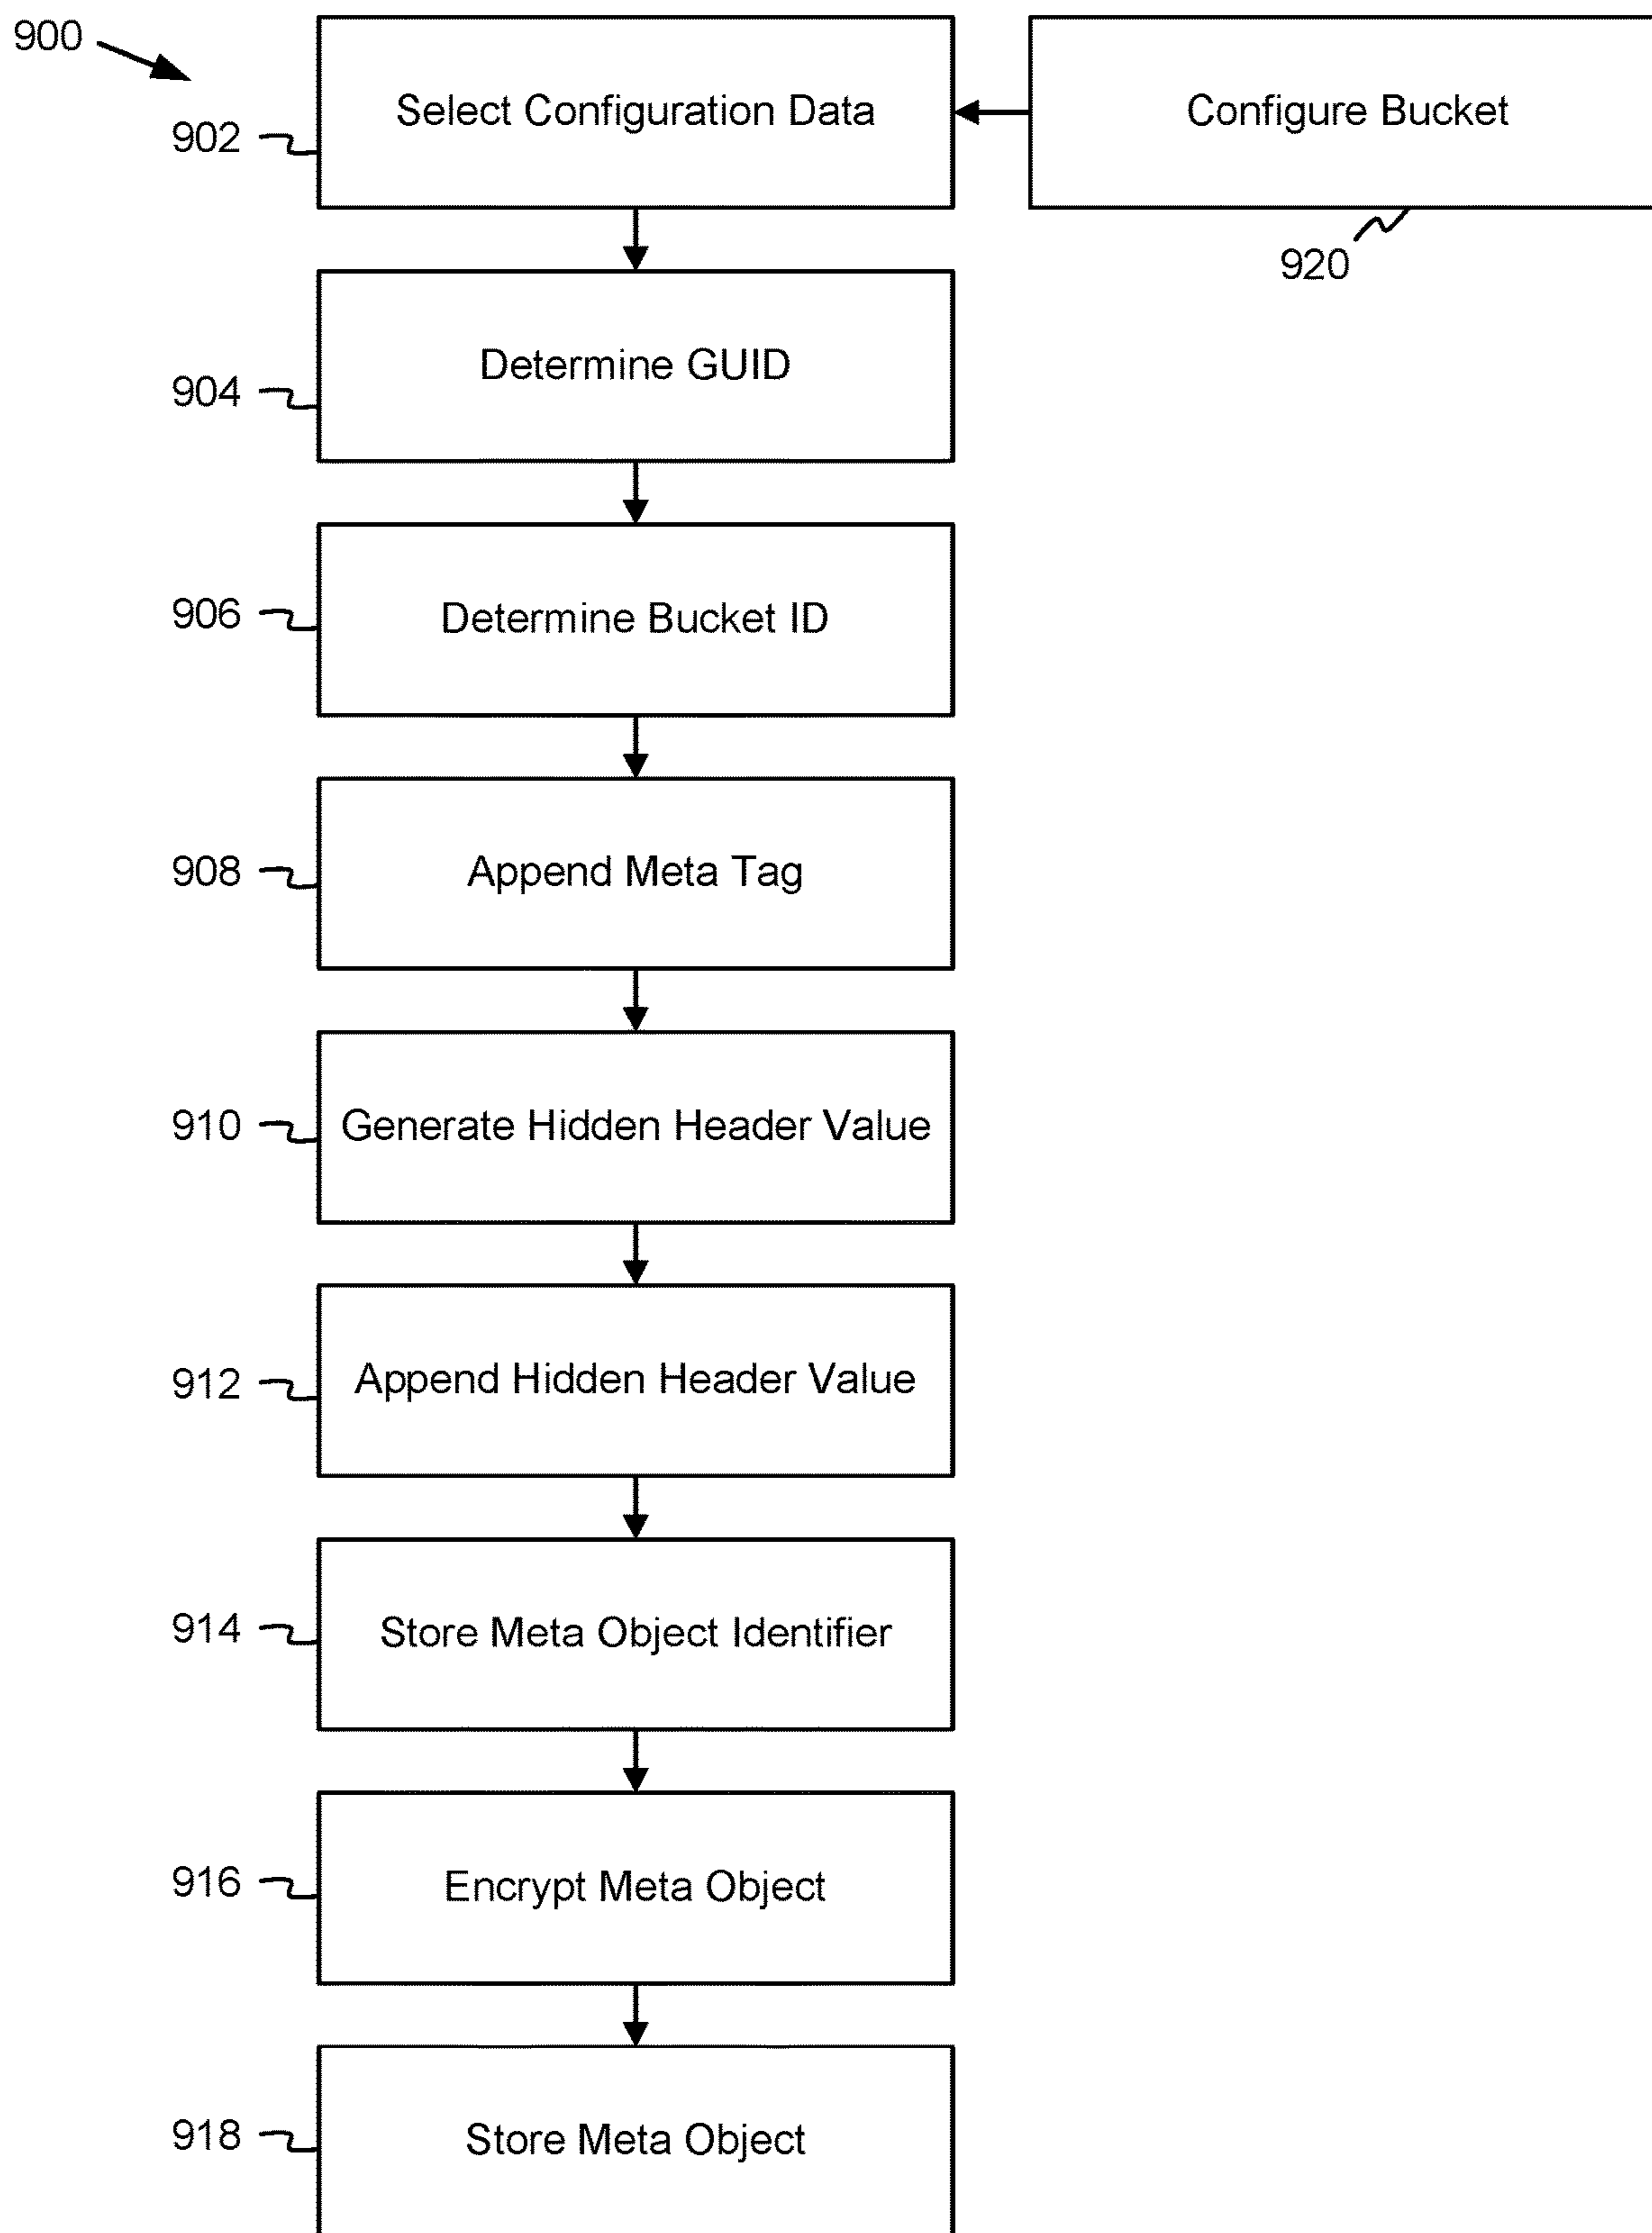 900
Select Configuration Data
Configure Bucket
902
920
Determine GUID
904
Determine Bucket ID
906
Append Meta Tag
908
Generate Hidden Header Value
910
Append Hidden Header Value
912
Store Meta Object Identifier
914
Encrypt Meta Object
916
Store Meta Object
918